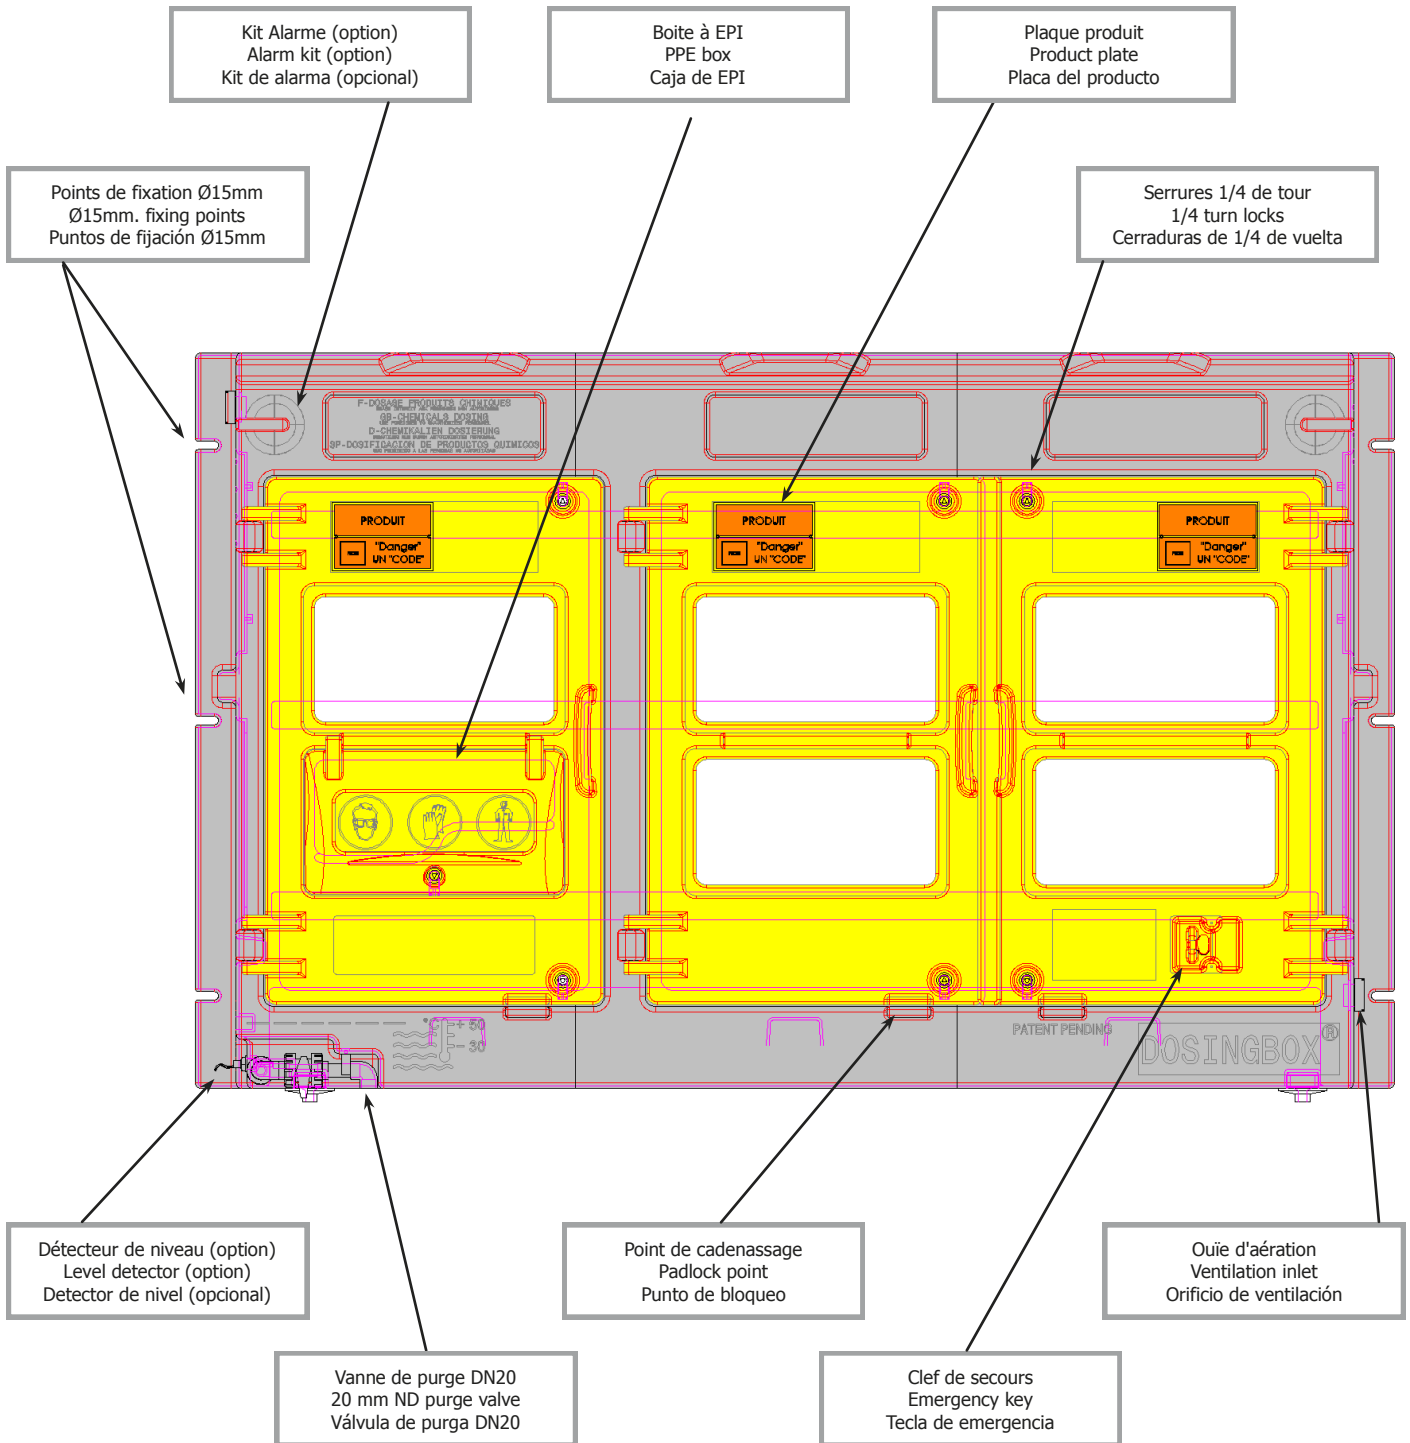 Kit Alarme (option)
Alarm kit (option)
Kit de alarma (opcional)
Boite à EPI
PPE box
Caja de EPI
Plaque produit
Product plate
Placa del producto
Points de fixation Ø15mm
Ø15mm. fixing points
Puntos de fijación Ø15mm
Serrures 1/4 de tour
1/4 turn locks
Cerraduras de 1/4 de vuelta
F-DOSAGE PRODUITS CHIMIQUES
GB-CHEMICALS DOSING
D-CHEMIKALIEN DOSIERUNG
SP-DOSIFICACION DE PRODUCTOS QUIMICOS
PRODUIT
"Danger"
UN "CODE"
PRODUIT
"Danger"
UN "CODE"
PRODUIT
"Danger"
UN "CODE"
°C + 50
- 30
PATENT PENDING
DOSINGBOX®
Détecteur de niveau (option)
Level detector (option)
Detector de nivel (opcional)
Point de cadenassage
Padlock point
Punto de bloqueo
Ouïe d'aération
Ventilation inlet
Orificio de ventilación
Vanne de purge DN20
20 mm ND purge valve
Válvula de purga DN20
Clef de secours
Emergency key
Tecla de emergencia